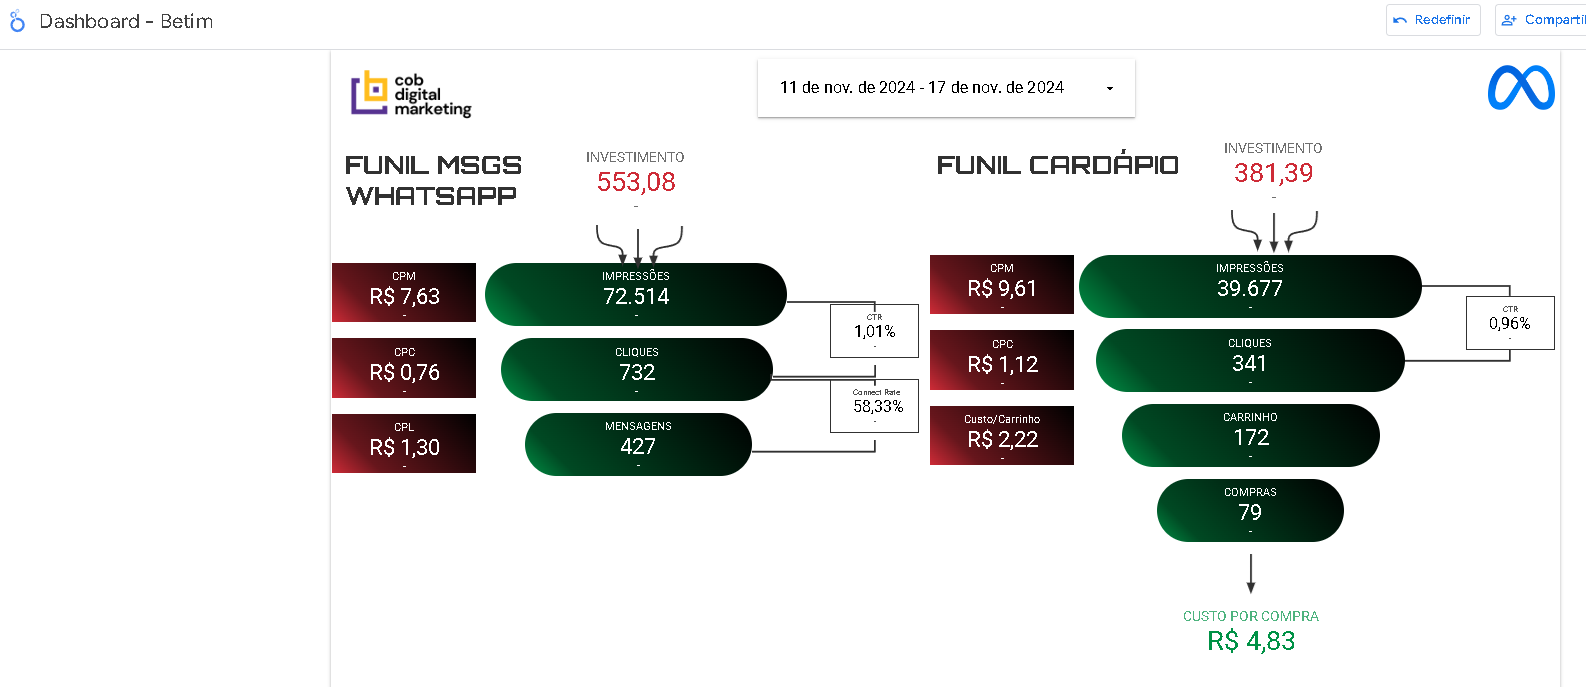 Dashboard - Betim
Redefinir
Compartil
cob
digital
marketing
11 de nov. de 2024 - 17 de nov. de 2024
FUNIL MSGS
WHATSAPP
INVESTIMENTO
553,08
-
CPM
R$ 7,63
-
IMPRESSÕES
72.514
-
CTR
1,01%
-
CPC
R$ 0,76
-
CLIQUES
732
-
Connect Rate
58,33%
-
CPL
R$ 1,30
-
MENSAGENS
427
-
FUNIL CARDÁPIO
INVESTIMENTO
381,39
-
CPM
R$ 9,61
-
IMPRESSÕES
39.677
-
CTR
0,96%
-
CPC
R$ 1,12
-
CLIQUES
341
-
Custo/Carrinho
R$ 2,22
-
CARRINHO
172
-
COMPRAS
79
-
CUSTO POR COMPRA
R$ 4,83